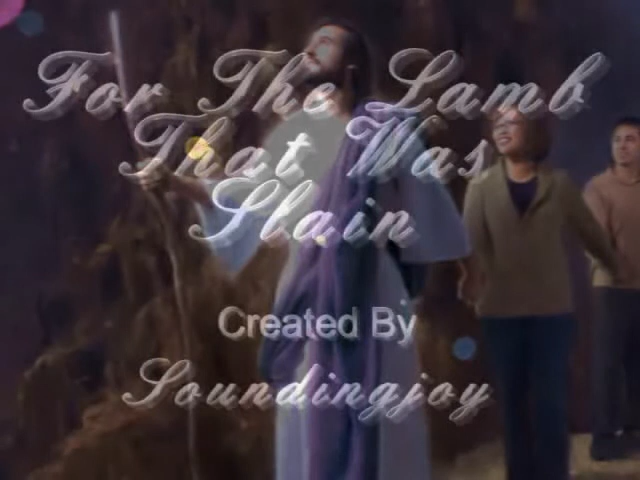 For The Lamb
That Was
Slain
Created By
Soundingjoy